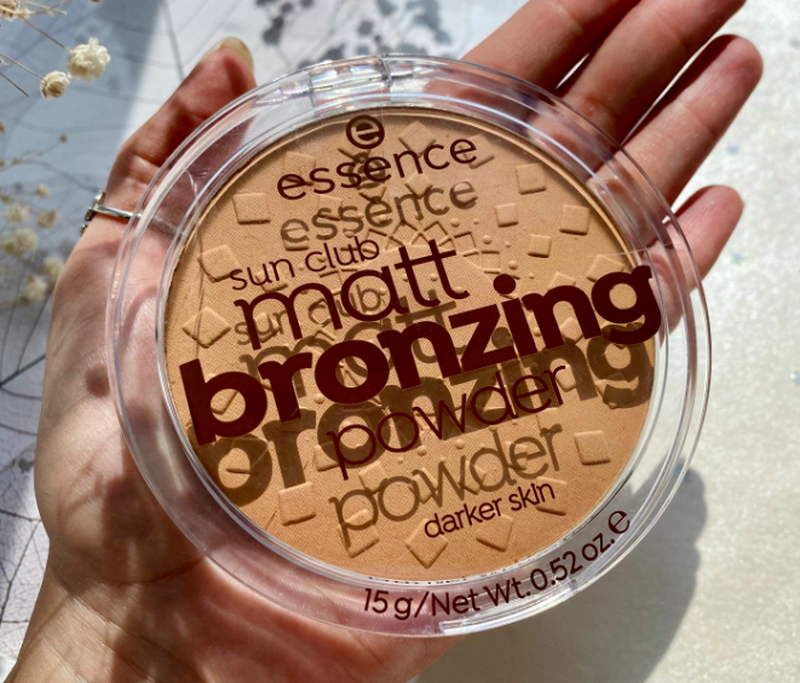 e
essence
sun club
matt
bronzing
powder
darker skin
15 g/Net Wt. 0.52 oz. e